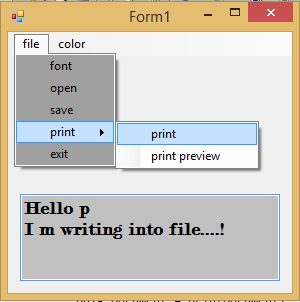 Form1
file color
font
open
save
print print
print preview
exit
Hello p
I m writing into file....!